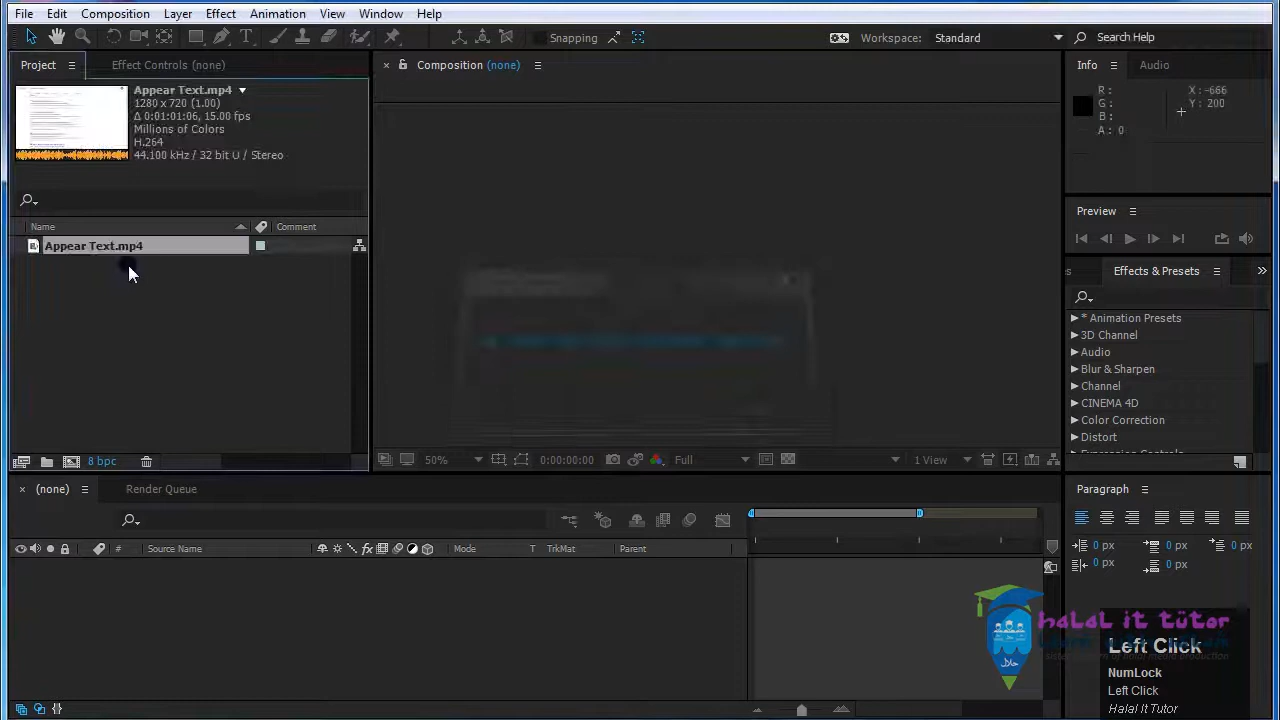 File Edit Composition Layer Effect Animation View Window Help
Snapping Workspace: Standard Search Help
Project Effect Controls (none)
Appear Text.mp4
1280 x 720 (1.00)
Δ 0:01:01:06, 15.00 fps
Millions of Colors
H.264
44.100 kHz / 32 bit U / Stereo
Name Comment
Appear Text.mp4
8 bpc
Composition (none)
50% 0:00:00:00 Full 1 View
Info Audio
R : X : -666
G : Y : 200
B :
A : 0
Preview
Effects & Presets
* Animation Presets
3D Channel
Audio
Blur & Sharpen
Channel
CINEMA 4D
Color Correction
Distort
(none) Render Queue
# Source Name Mode T TrkMat Parent
Paragraph
0 px 0 px 0 px
0 px 0 px
halal it tutor
حلال
Left Click
NumLock
Left Click
Halal It Tutor